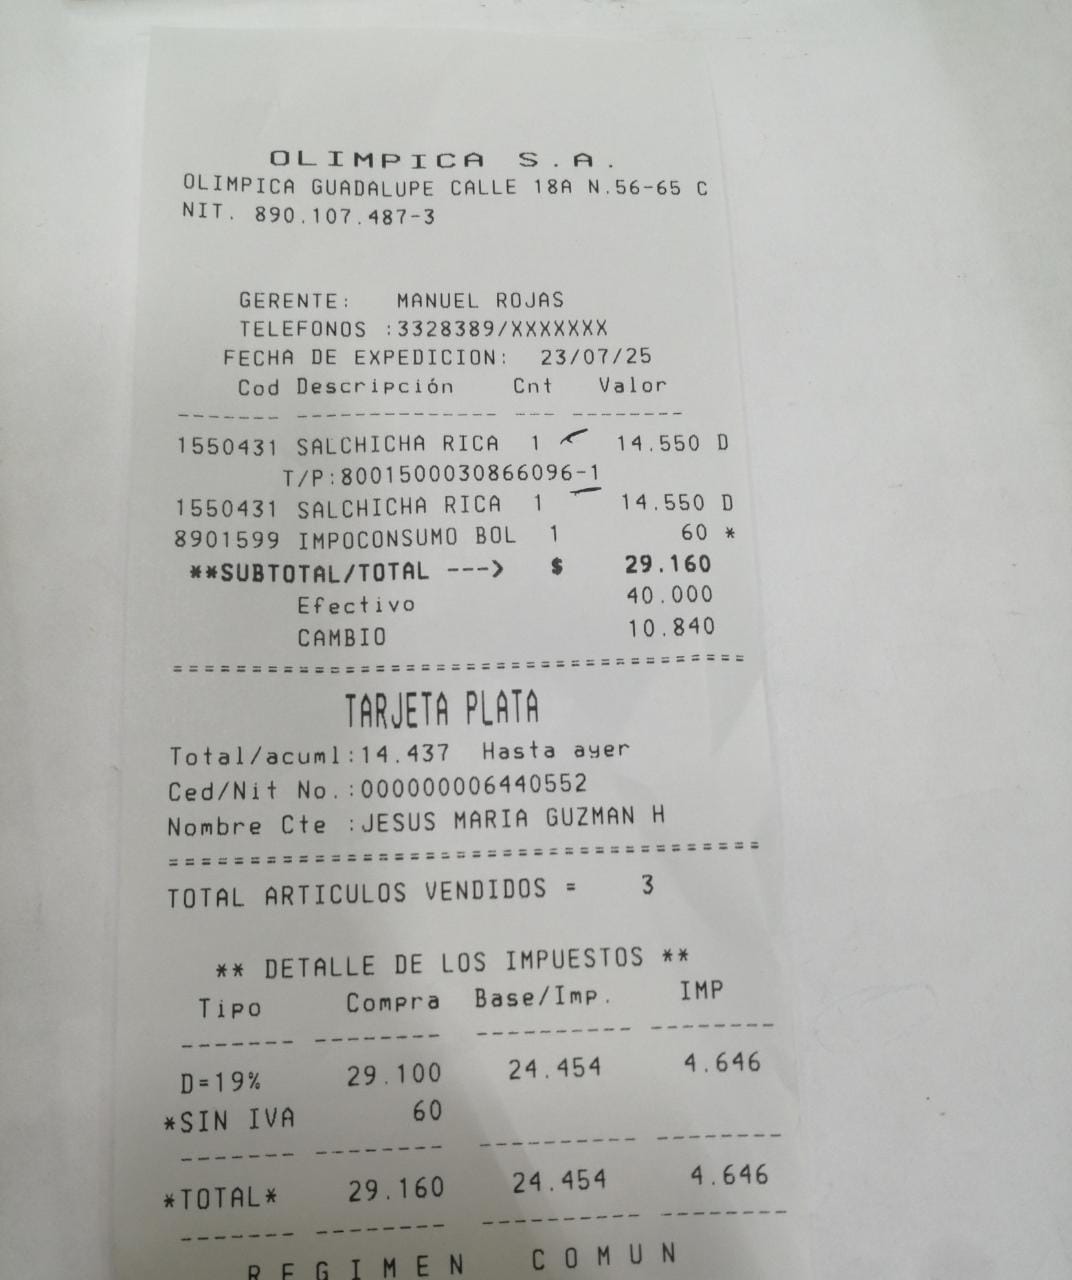 OLIMPICA S.A.
OLIMPICA GUADALUPE CALLE 18A N.56-65 C
NIT. 890.107.487-3
GERENTE: MANUEL ROJAS
TELEFONOS :3328389/XXXXXXX
FECHA DE EXPEDICION: 23/07/25
Cod Descripción Cnt Valor
------- -------------- --- --------
1550431 SALCHICHA RICA 1 14.550 D
T/P:8001500030866096-1
1550431 SALCHICHA RICA 1 14.550 D
8901599 IMPOCONSUMO BOL 1 60 *
**SUBTOTAL/TOTAL ---> $ 29.160
Efectivo 40.000
CAMBIO 10.840
====================================
TARJETA PLATA
Total/acuml:14.437 Hasta ayer
Ced/Nit No.:000000006440552
Nombre Cte :JESUS MARIA GUZMAN H
====================================
TOTAL ARTICULOS VENDIDOS = 3
** DETALLE DE LOS IMPUESTOS **
Tipo Compra Base/Imp. IMP
------- -------- ---------- --------
D=19% 29.100 24.454 4.646
*SIN IVA 60
------- -------- ---------- --------
*TOTAL* 29.160 24.454 4.646
------- -------- ---------- --------
REGIMEN COMUN